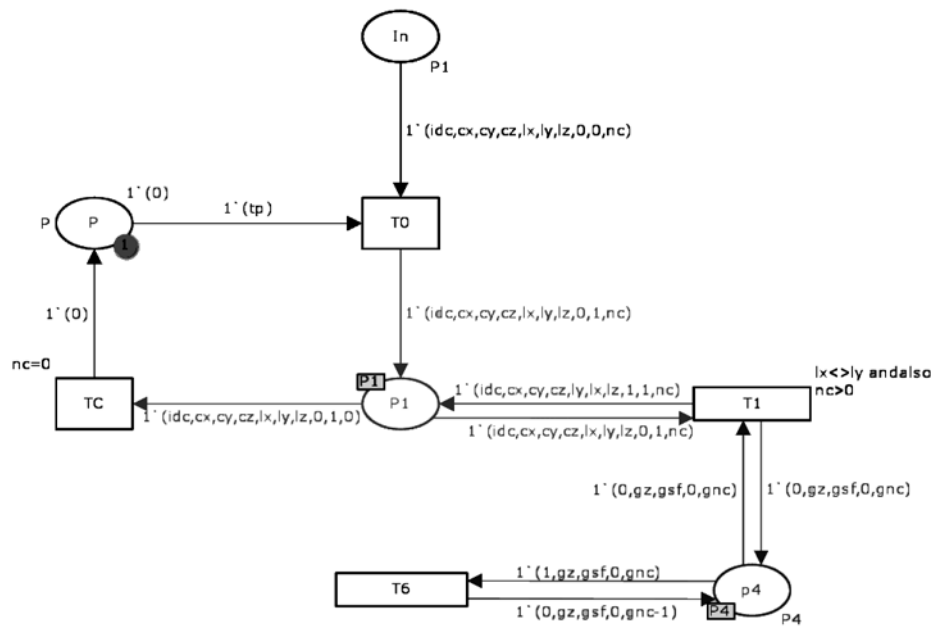 In
P1
1`(idc,cx,cy,cz,lx,ly,lz,0,0,nc)
1`(0)
P
P
1
1`(tp)
T0
1`(0)
1`(idc,cx,cy,cz,lx,ly,lz,0,1,nc)
nc=0
TC
P1
P1
1`(idc,cx,cy,cz,lx,ly,lz,0,1,0)
1`(idc,cx,cy,cz,ly,lx,lz,1,1,nc)
1`(idc,cx,cy,cz,lx,ly,lz,0,1,nc)
lx<>ly andalso
nc>0
T1
1`(0,gz,gsf,0,gnc)
1`(0,gz,gsf,0,gnc)
T6
1`(1,gz,gsf,0,gnc)
1`(0,gz,gsf,0,gnc-1)
p4
P4
P4